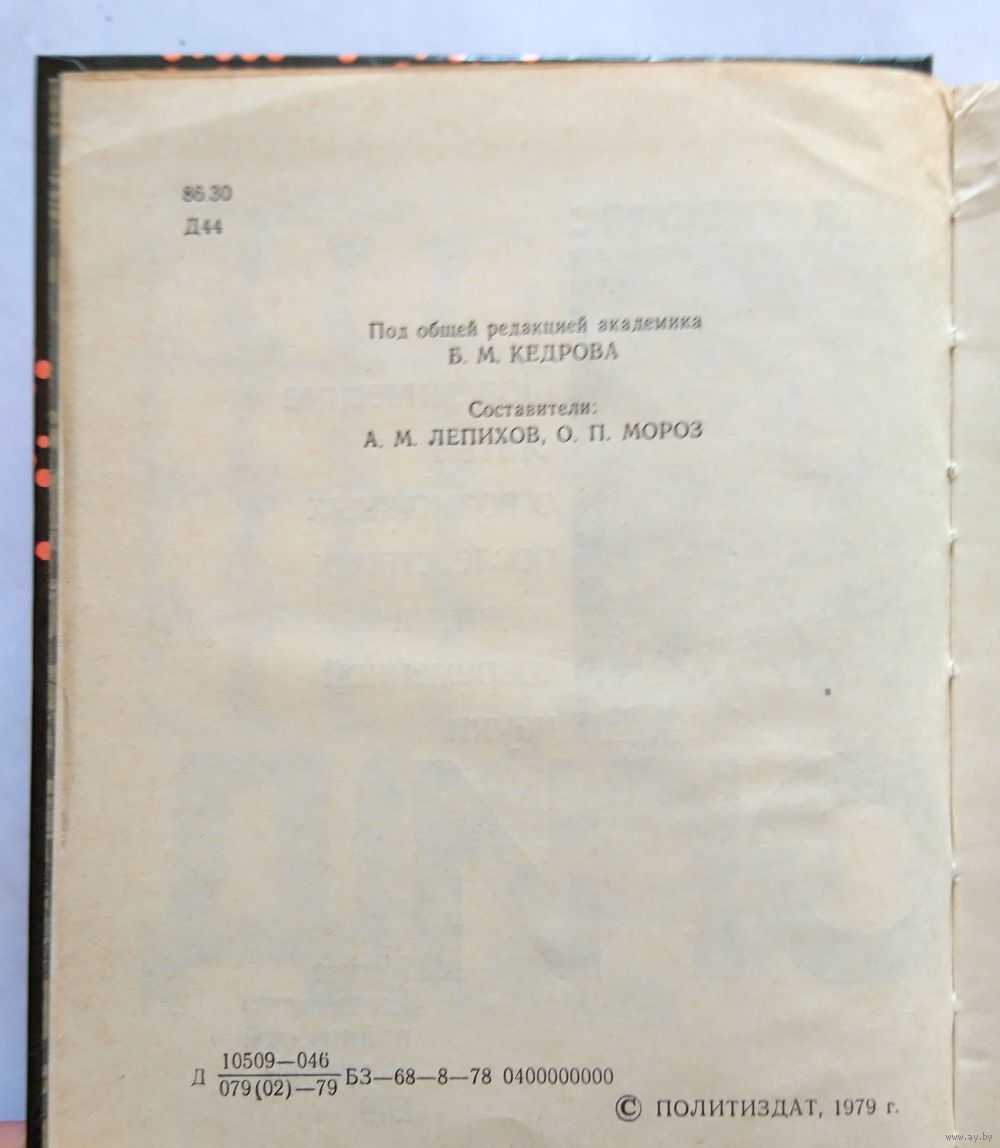 86.30
Д44
Под общей редакцией академика
Б. М. КЕДРОВА
Составители:
А. М. ЛЕПИХОВ, О. П. МОРОЗ
Д 10509—046
079(02)—79 БЗ—68—8—78 0400000000
© ПОЛИТИЗДАТ, 1979 г.
www.ay.by